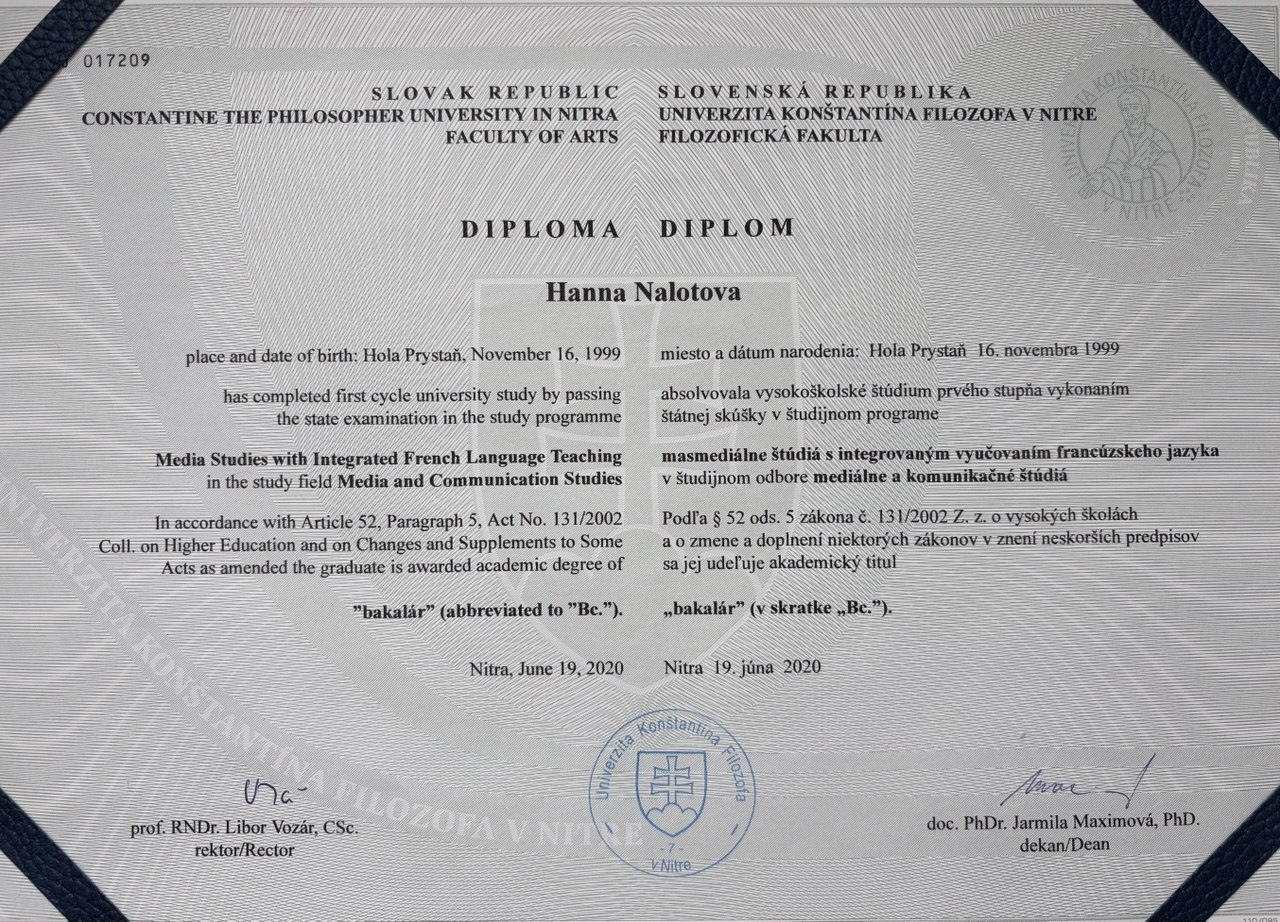 017209
SLOVAK REPUBLIC
CONSTANTINE THE PHILOSOPHER UNIVERSITY IN NITRA
FACULTY OF ARTS
SLOVENSKÁ REPUBLIKA
UNIVERZITA KONŠTANTÍNA FILOZOFA V NITRE
FILOZOFICKÁ FAKULTA
UNIVERZITA KONŠTANTÍNA FILOZOFA V NITRE
DIPLOMA
DIPLOM
Hanna Nalotova
place and date of birth: Hola Prystaň, November 16, 1999
has completed first cycle university study by passing
the state examination in the study programme
Media Studies with Integrated French Language Teaching
in the study field Media and Communication Studies
In accordance with Article 52, Paragraph 5, Act No. 131/2002
Coll. on Higher Education and on Changes and Supplements to Some
Acts as amended the graduate is awarded academic degree of
”bakalár” (abbreviated to ”Bc.”).
Nitra, June 19, 2020
miesto a dátum narodenia: Hola Prystaň 16. novembra 1999
absolvovala vysokoškolské štúdium prvého stupňa vykonaním
štátnej skúšky v študijnom programe
masmediálne štúdiá s integrovaným vyučovaním francúzskeho jazyka
v študijnom odbore mediálne a komunikačné štúdiá
Podľa § 52 ods. 5 zákona č. 131/2002 Z. z. o vysokých školách
a o zmene a doplnení niektorých zákonov v znení neskorších predpisov
sa jej udeľuje akademický titul
„bakalár” (v skratke „Bc.”).
Nitra 19. júna 2020
UNIVERZITA KONŠTANTÍNA FILOZOFA V NITRE
Univerzita Konštantína Filozofa
- 7 -
v Nitre
prof. RNDr. Libor Vozár, CSc.
rektor/Rector
doc. PhDr. Jarmila Maximová, PhD.
dekan/Dean